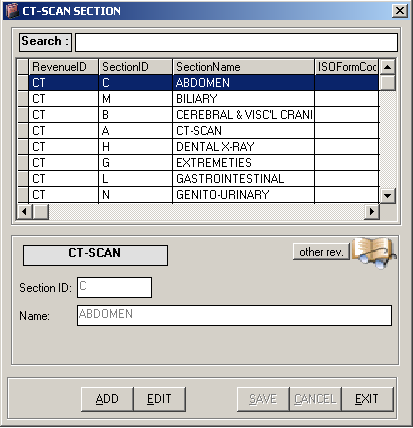 CT-SCAN SECTION
Search :
RevenueID SectionID SectionName ISOFormCod
CT C ABDOMEN
CT M BILIARY
CT B CEREBRAL & VISC'L CRANI
CT A CT-SCAN
CT H DENTAL X-RAY
CT G EXTREMETIES
CT L GASTROINTESTINAL
CT N GENITO-URINARY
CT-SCAN other rev.
Section ID: C
Name: ABDOMEN
ADD EDIT SAVE CANCEL EXIT